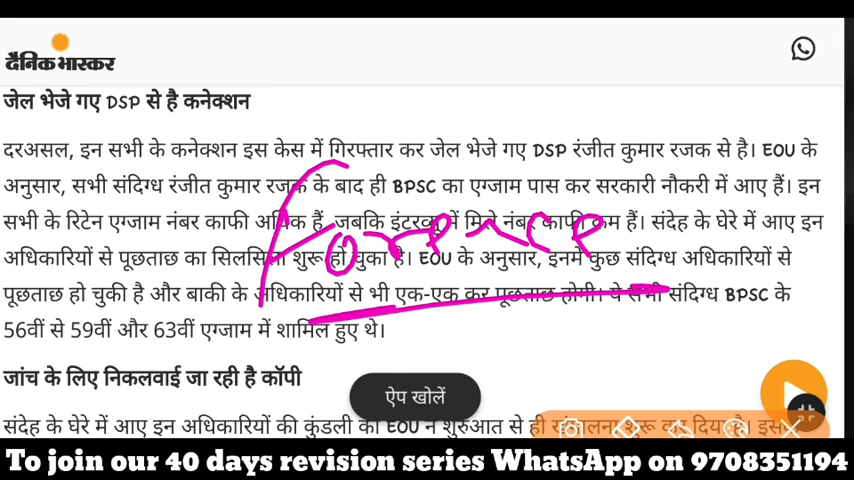 दैनिक भास्कर
जेल भेजे गए DSP से है कनेक्शन
दरअसल, इन सभी के कनेक्शन इस केस में गिरफ्तार कर जेल भेजे गए DSP रंजीत कुमार रजक से है। EOU के
अनुसार, सभी संदिग्ध रंजीत कुमार रजक के बाद ही BPSC का एग्जाम पास कर सरकारी नौकरी में आए हैं। इन
सभी के रिटेन एग्जाम नंबर काफी अधिक हैं, जबकि इंटरव्यू में मिले नंबर काफी कम हैं। संदेह के घेरे में आए इन
अधिकारियों से पूछताछ का सिलसिला शुरू हो चुका है। EOU के अनुसार, इनमें कुछ संदिग्ध अधिकारियों से
पूछताछ हो चुकी है और बाकी के अधिकारियों से भी एक-एक कर पूछताछ होगी। ये सभी संदिग्ध BPSC के
56वीं से 59वीं और 63वीं एग्जाम में शामिल हुए थे।
जांच के लिए निकलवाई जा रही है कॉपी
ऐप खोलें
संदेह के घेरे में आए इन अधिकारियों की कुंडली को EOU ने शुरुआत से ही खंगालना शुरू कर दिया है।
To join our 40 days revision series WhatsApp on 9708351194